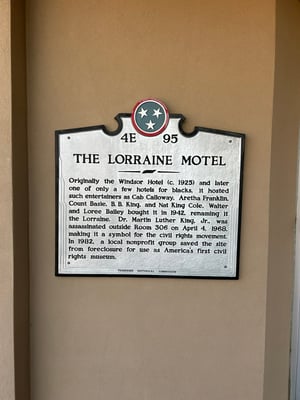 4E 95
THE LORRAINE MOTEL
Originally the Windsor Hotel (c. 1925) and later
one of only a few hotels for blacks, it hosted
such entertainers as Cab Calloway, Aretha Franklin,
Count Basie, B. B. King, and Nat King Cole. Walter
and Loree Bailey bought it in 1942, renaming it
the Lorraine. Dr. Martin Luther King, Jr., was
assassinated outside Room 306 on April 4, 1968,
making it a symbol for the civil rights movement.
In 1982, a local nonprofit group saved the site
from foreclosure for use as America's first civil
rights museum.
TENNESSEE HISTORICAL COMMISSION